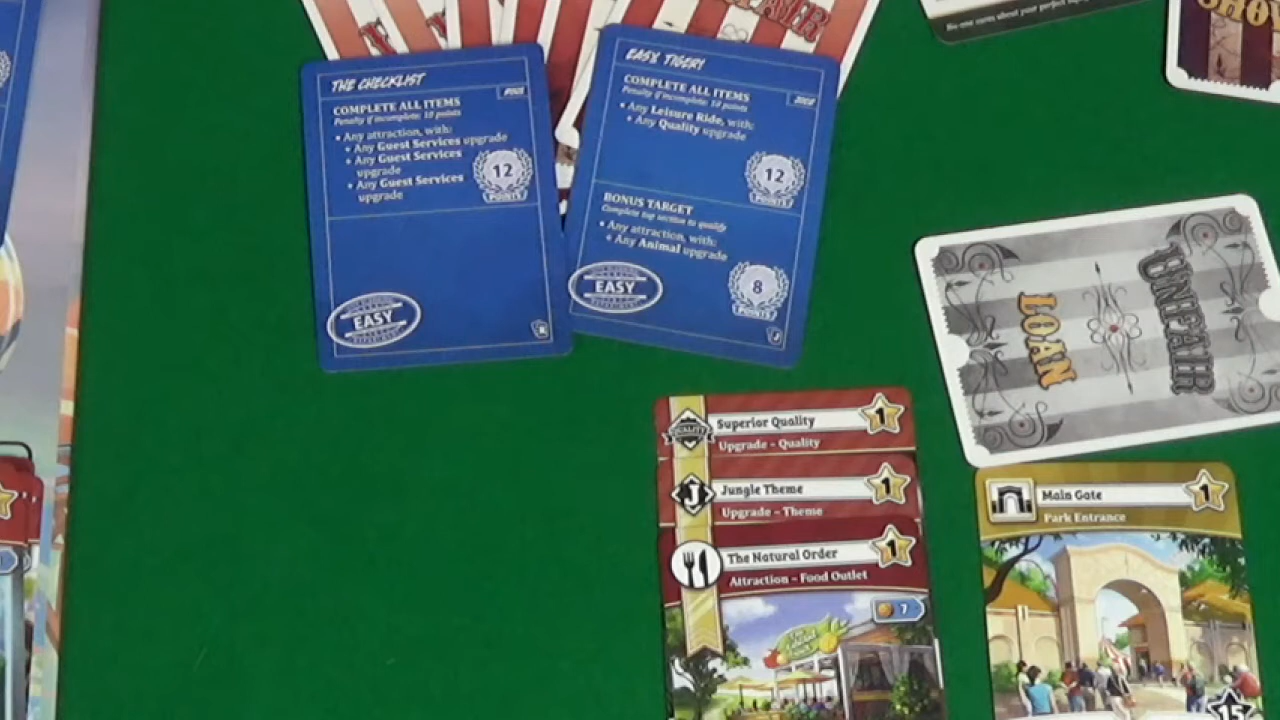 THE CHECKLIST
COMPLETE ALL ITEMS
Penalty if incomplete: 10 points
• Any attraction, with:
• Any Guest Services upgrade
• Any Guest Services
upgrade
• Any Guest Services
upgrade
12
POINTS
EASY
EASY, TIGER!
COMPLETE ALL ITEMS
Penalty if incomplete: 10 points
• Any Leisure Ride, with:
• Any Quality upgrade
12
POINTS
BONUS TARGET
Complete top section to qualify
• Any attraction, with:
• Any Animal upgrade
8
POINTS
EASY
J
UNFAIR
LOAN
QUALITY
Superior Quality
1
Upgrade - Quality
J
Jungle Theme
1
Upgrade - Theme
The Natural Order
1
Attraction - Food Outlet
7
Main Gate
1
Park Entrance
15